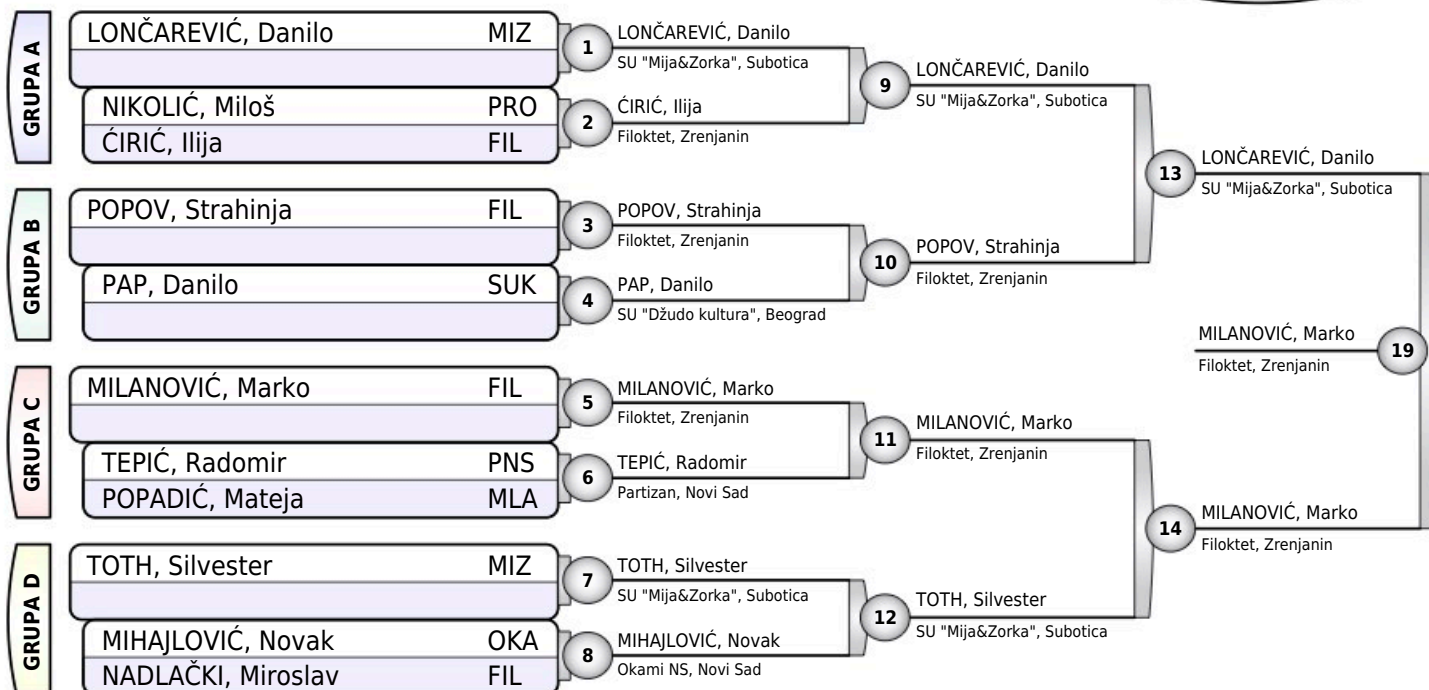 GRUPA A
LONČAREVIĆ, Danilo MIZ
NIKOLIĆ, Miloš PRO
ĆIRIĆ, Ilija FIL
GRUPA B
POPOV, Strahinja FIL
PAP, Danilo SUK
GRUPA C
MILANOVIĆ, Marko FIL
TEPIĆ, Radomir PNS
POPADIĆ, Mateja MLA
GRUPA D
TOTH, Silvester MIZ
MIHAJLOVIĆ, Novak OKA
NADLAČKI, Miroslav FIL
1
LONČAREVIĆ, Danilo
SU "Mija&Zorka", Subotica
2
ĆIRIĆ, Ilija
Filoktet, Zrenjanin
3
POPOV, Strahinja
Filoktet, Zrenjanin
4
PAP, Danilo
SU "Džudo kultura", Beograd
5
MILANOVIĆ, Marko
Filoktet, Zrenjanin
6
TEPIĆ, Radomir
Partizan, Novi Sad
7
TOTH, Silvester
SU "Mija&Zorka", Subotica
8
MIHAJLOVIĆ, Novak
Okami NS, Novi Sad
9
LONČAREVIĆ, Danilo
SU "Mija&Zorka", Subotica
10
POPOV, Strahinja
Filoktet, Zrenjanin
11
MILANOVIĆ, Marko
Filoktet, Zrenjanin
12
TOTH, Silvester
SU "Mija&Zorka", Subotica
13
LONČAREVIĆ, Danilo
SU "Mija&Zorka", Subotica
14
MILANOVIĆ, Marko
Filoktet, Zrenjanin
MILANOVIĆ, Marko
Filoktet, Zrenjanin
19